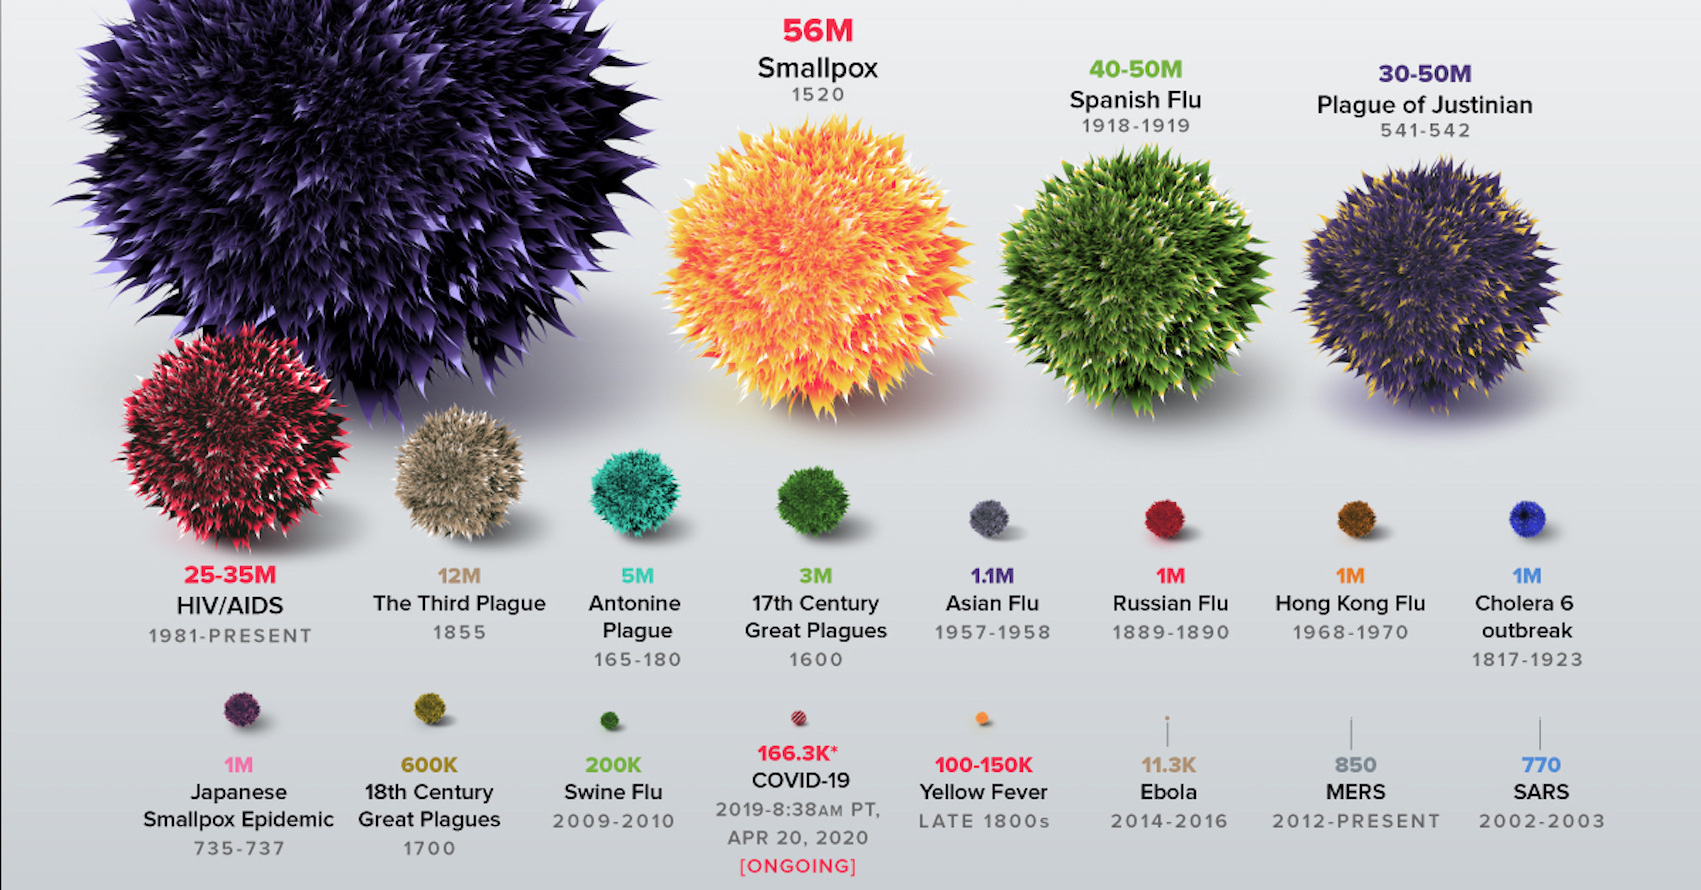 56M
Smallpox
1520
40-50M
Spanish Flu
1918-1919
30-50M
Plague of Justinian
541-542
25-35M
HIV/AIDS
1981-PRESENT
12M
The Third Plague
1855
5M
Antonine
Plague
165-180
3M
17th Century
Great Plagues
1600
1.1M
Asian Flu
1957-1958
1M
Russian Flu
1889-1890
1M
Hong Kong Flu
1968-1970
1M
Cholera 6
outbreak
1817-1923
1M
Japanese
Smallpox Epidemic
735-737
600K
18th Century
Great Plagues
1700
200K
Swine Flu
2009-2010
166.3K*
COVID-19
2019-8:38AM PT,
APR 20, 2020
[ONGOING]
100-150K
Yellow Fever
LATE 1800s
11.3K
Ebola
2014-2016
850
MERS
2012-PRESENT
770
SARS
2002-2003